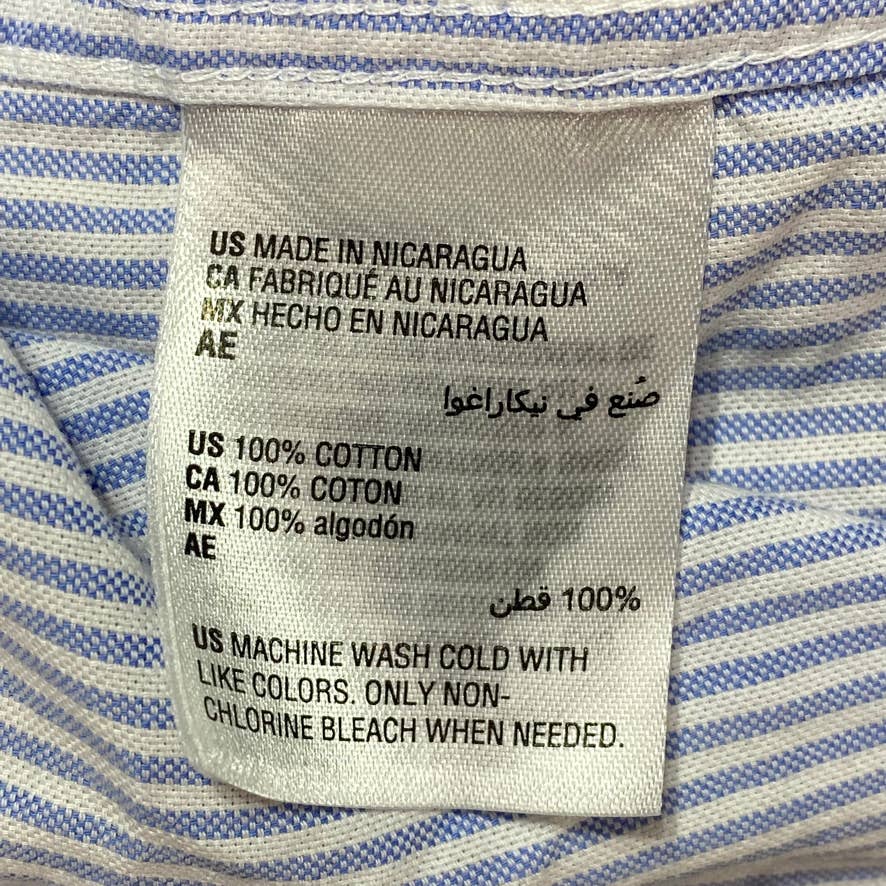 US MADE IN NICARAGUA
CA FABRIQUÉ AU NICARAGUA
MX HECHO EN NICARAGUA
AE
صُنع في نيكاراغوا
US 100% COTTON
CA 100% COTON
MX 100% algodón
AE
100% قطن
US MACHINE WASH COLD WITH
LIKE COLORS. ONLY NON-
CHLORINE BLEACH WHEN NEEDED.